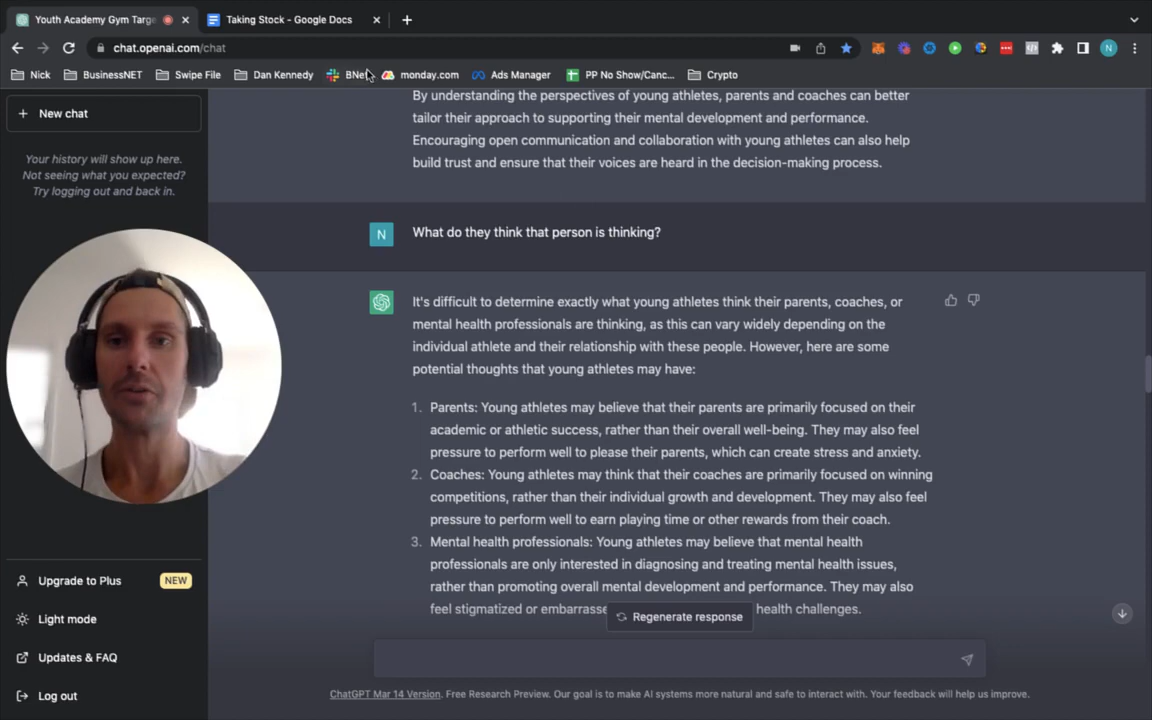 Youth Academy Gym Targe
Taking Stock - Google Docs
chat.openai.com/chat
N
Nick
BusinessNET
Swipe File
Dan Kennedy
BNet
monday.com
Ads Manager
PP No Show/Canc...
Crypto
New chat
Your history will show up here.
Not seeing what you expected?
Try logging out and back in.
By understanding the perspectives of young athletes, parents and coaches can better
tailor their approach to supporting their mental development and performance.
Encouraging open communication and collaboration with young athletes can also help
build trust and ensure that their voices are heard in the decision-making process.
N
What do they think that person is thinking?
It's difficult to determine exactly what young athletes think their parents, coaches, or
mental health professionals are thinking, as this can vary widely depending on the
individual athlete and their relationship with these people. However, here are some
potential thoughts that young athletes may have:
1. Parents: Young athletes may believe that their parents are primarily focused on their
academic or athletic success, rather than their overall well-being. They may also feel
pressure to perform well to please their parents, which can create stress and anxiety.
2. Coaches: Young athletes may think that their coaches are primarily focused on winning
competitions, rather than their individual growth and development. They may also feel
pressure to perform well to earn playing time or other rewards from their coach.
3. Mental health professionals: Young athletes may believe that mental health
professionals are only interested in diagnosing and treating mental health issues,
rather than promoting overall mental development and performance. They may also
feel stigmatized or embarrasse health challenges.
Regenerate response
Upgrade to Plus
NEW
Light mode
Updates & FAQ
Log out
ChatGPT Mar 14 Version. Free Research Preview. Our goal is to make AI systems more natural and safe to interact with. Your feedback will help us improve.